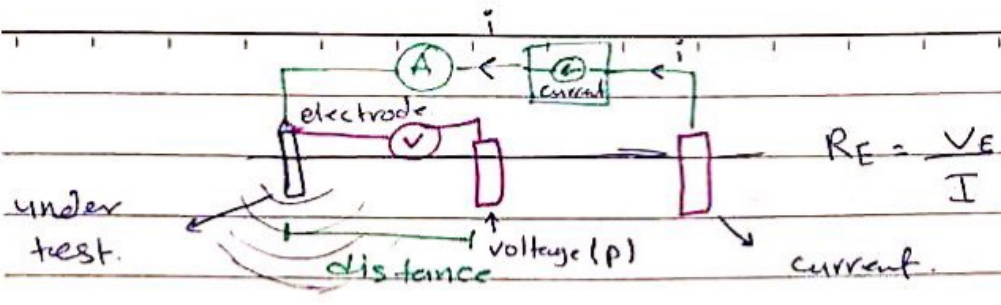 i
A
i
current
electrode
V
R_E = V_E / I
under
test.
voltage (p)
distance
current.